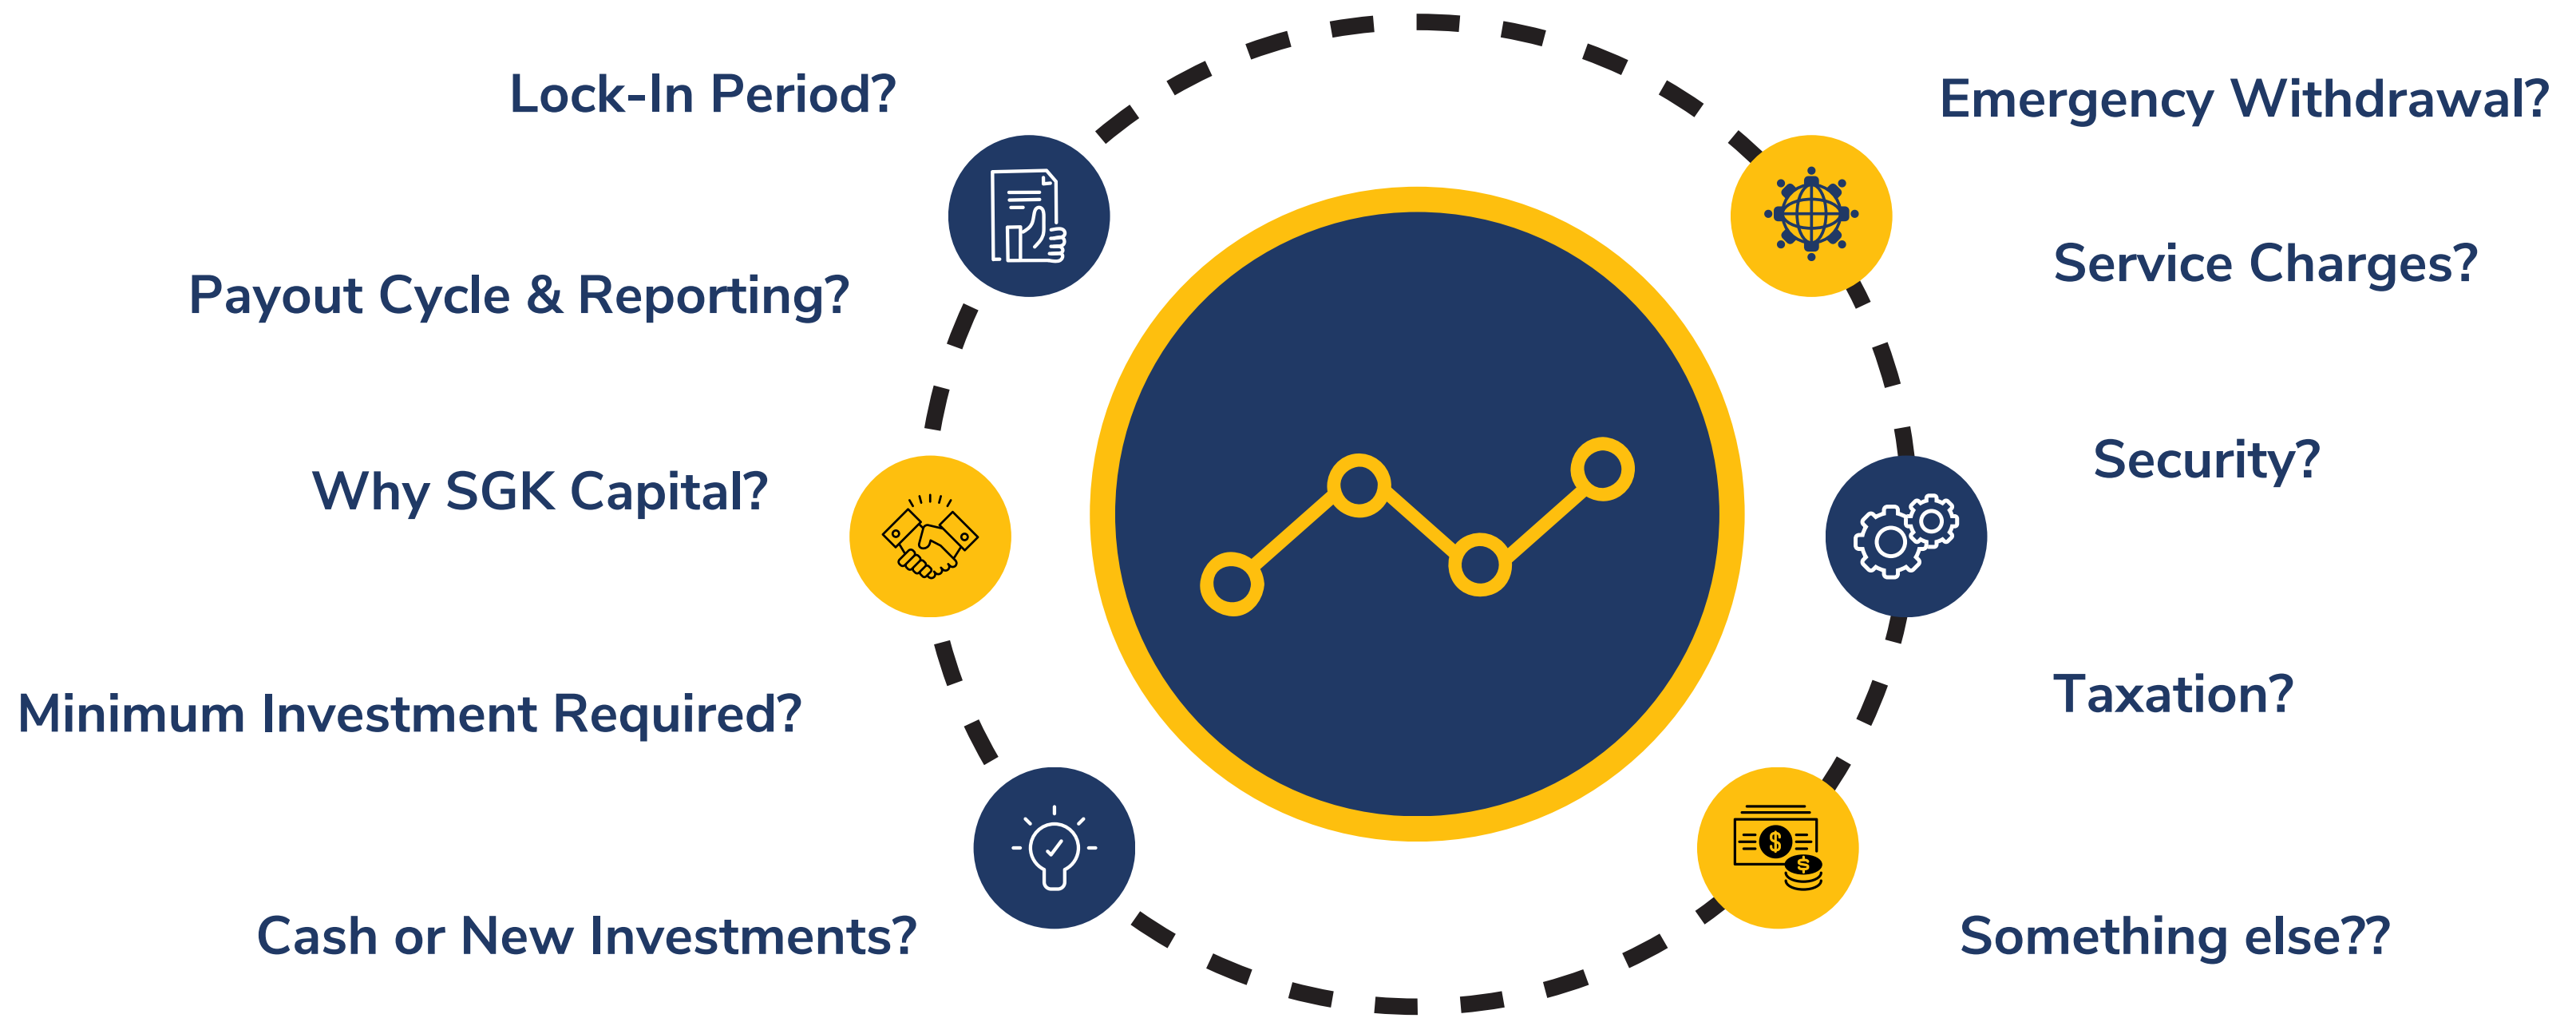 Lock-In Period?
Payout Cycle & Reporting?
Why SGK Capital?
Minimum Investment Required?
Cash or New Investments?
Emergency Withdrawal?
Service Charges?
Security?
Taxation?
Something else??
$
$